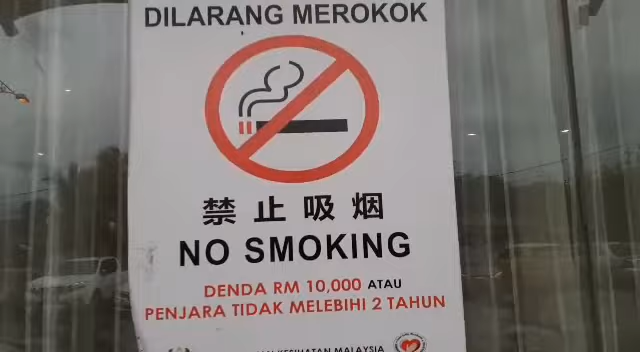 DILARANG MEROKOK
禁止吸烟
NO SMOKING
DENDA RM 10,000 ATAU
PENJARA TIDAK MELEBIHI 2 TAHUN
KESIHATAN MALAYSIA